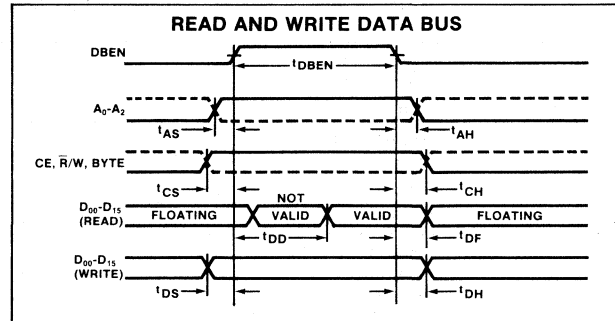 READ AND WRITE DATA BUS
DBEN
tDBEN
A0-A2
tAS
tAH
CE, R̅/W, BYTE
tCS
tCH
NOT
D00-D15
(READ)
FLOATING
VALID
VALID
FLOATING
tDD
tDF
D00-D15
(WRITE)
tDS
tDH